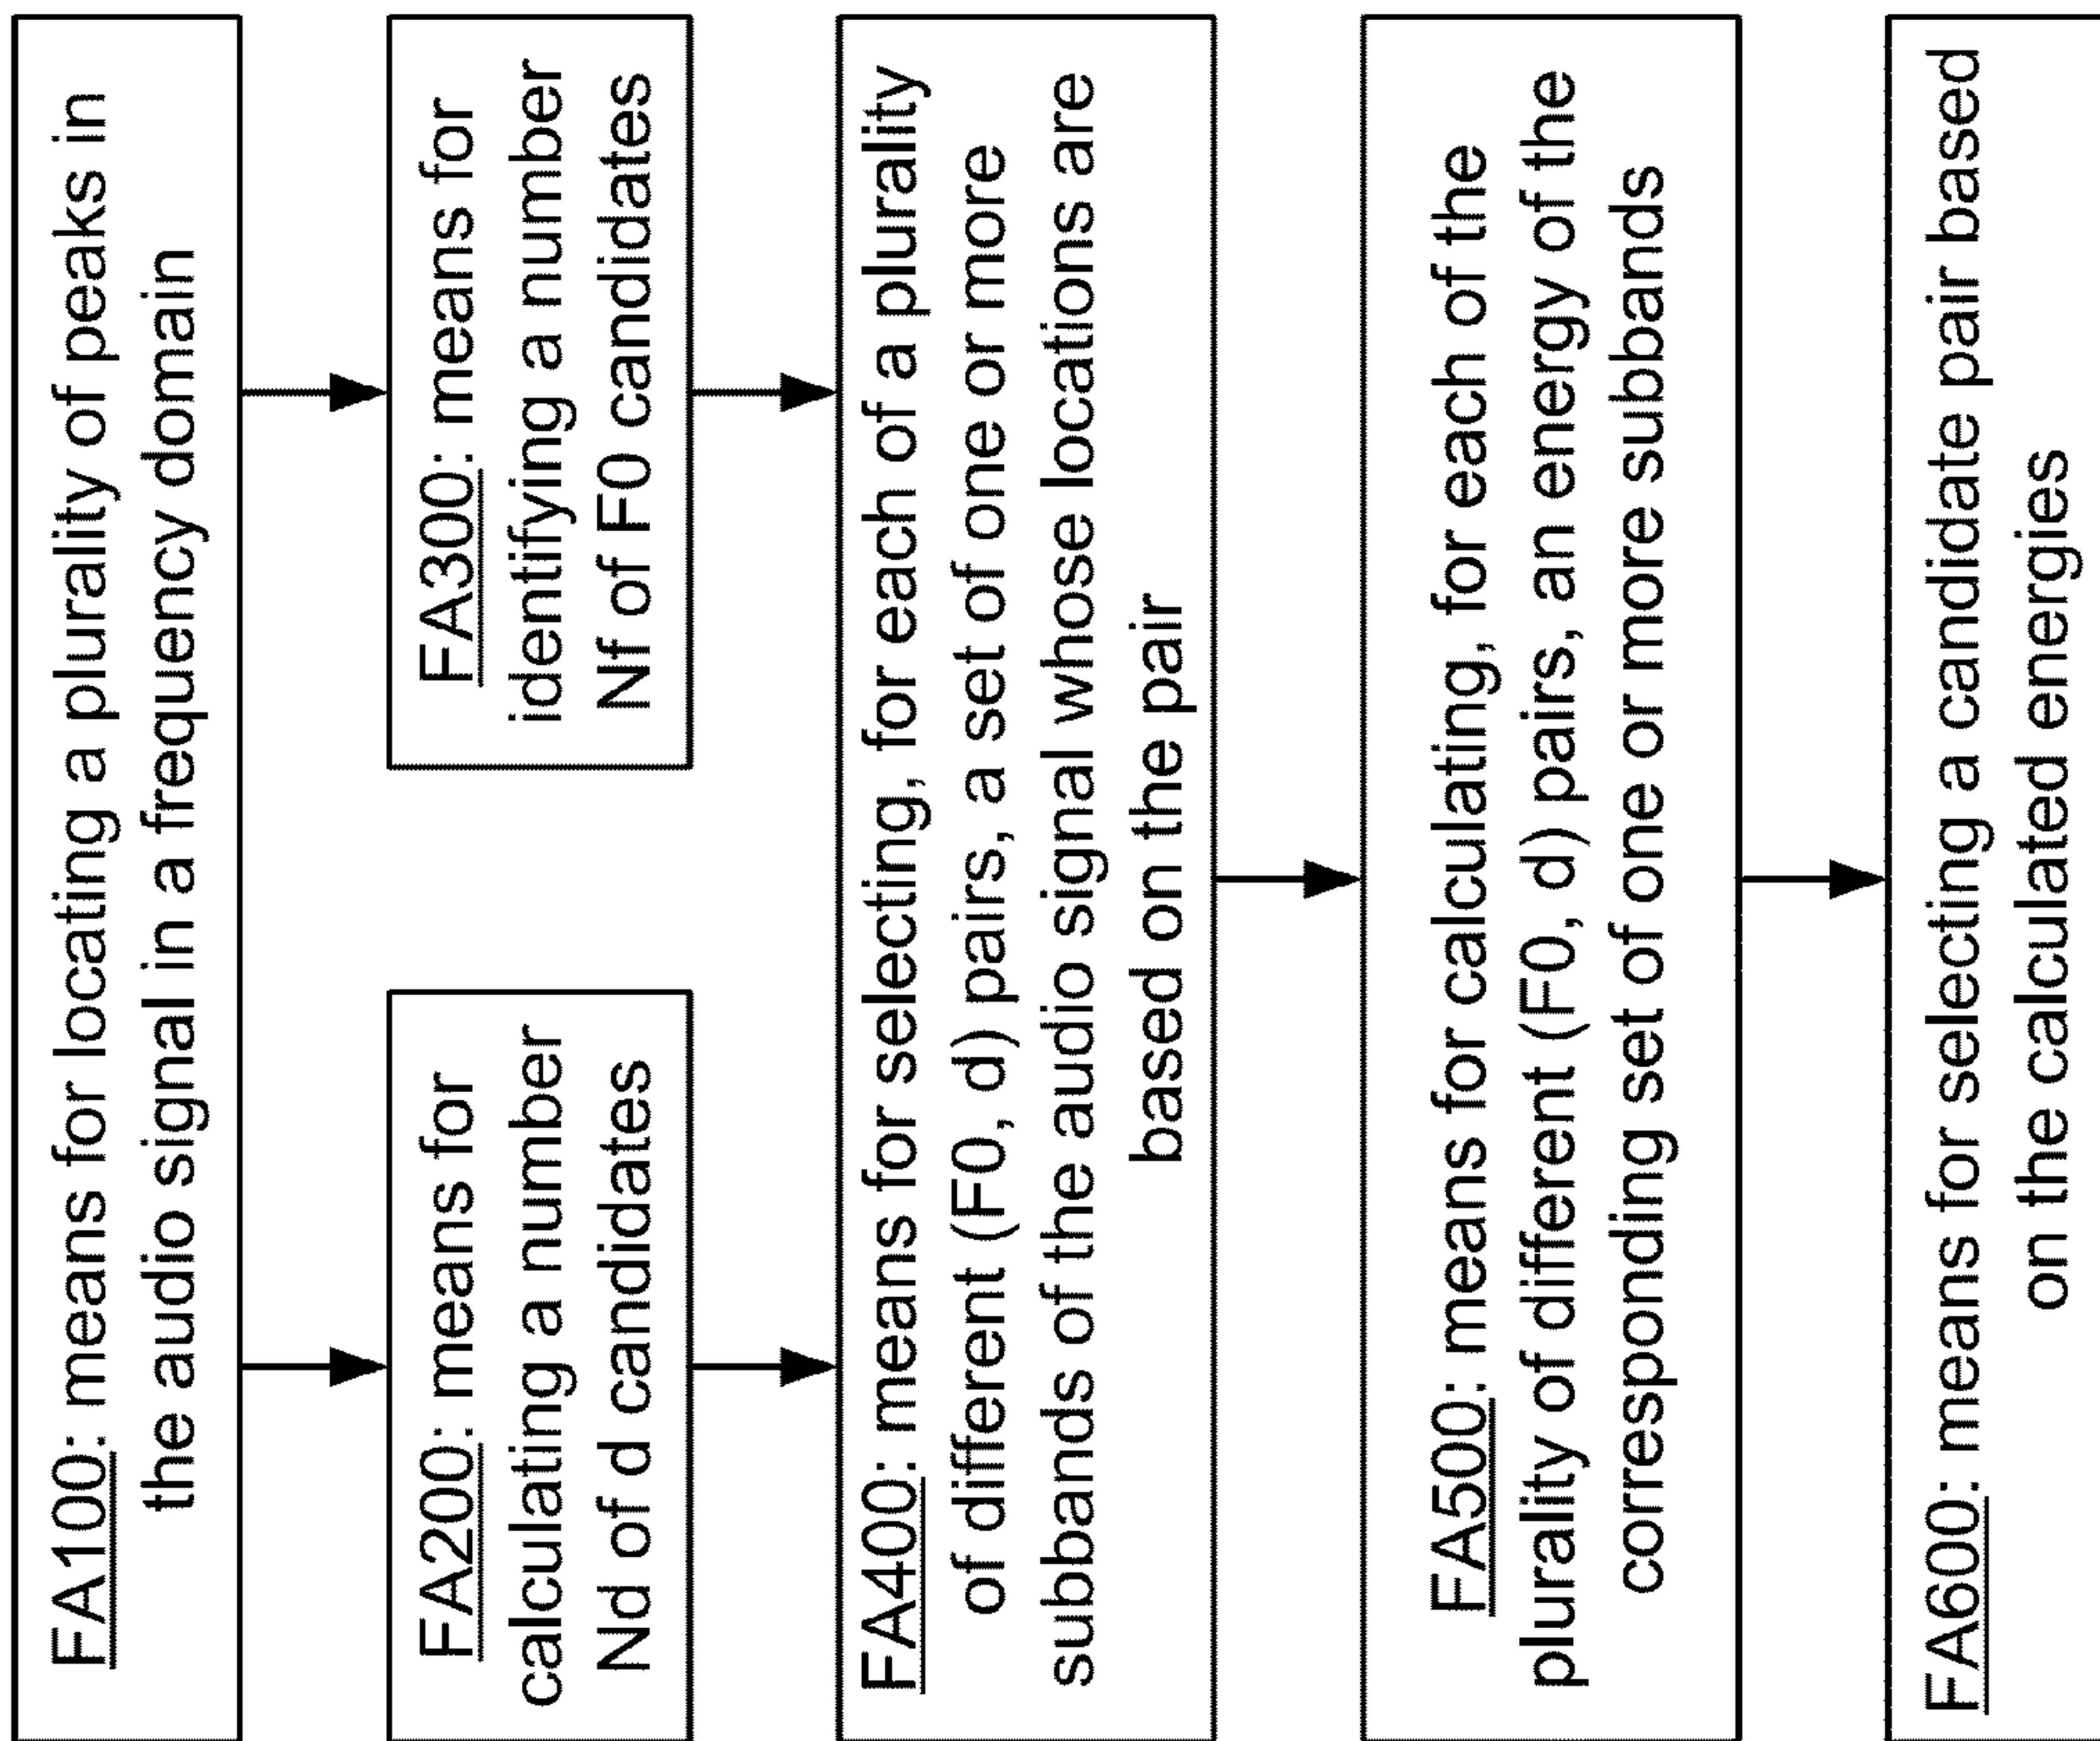 FA100: means for locating a plurality of peaks in
the audio signal in a frequency domain
FA200: means for
calculating a number
Nd of d candidates
FA300: means for
identifying a number
Nf of F0 candidates
FA400: means for selecting, for each of a plurality
of different (F0, d) pairs, a set of one or more
subbands of the audio signal whose locations are
based on the pair
FA500: means for calculating, for each of the
plurality of different (F0, d) pairs, an energy of the
corresponding set of one or more subbands
FA600: means for selecting a candidate pair based
on the calculated energies